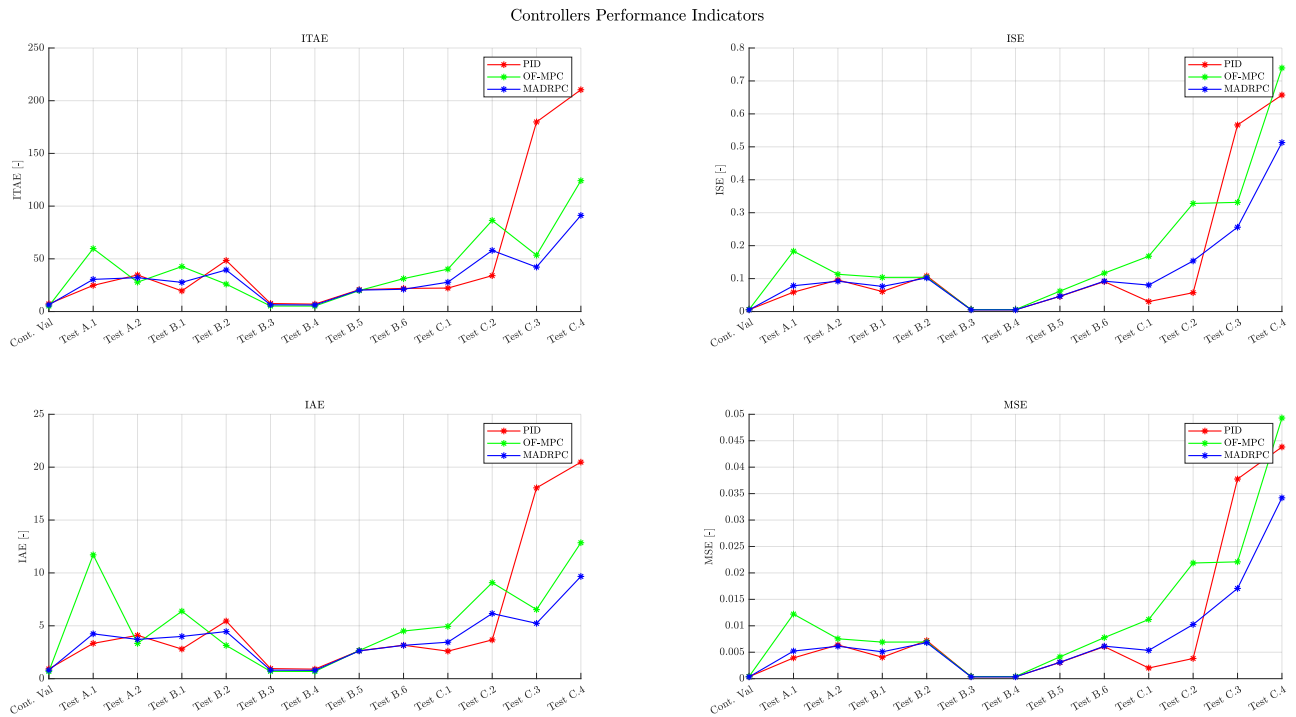 Controllers Performance Indicators
ITAE
250
200
150
100
50
0
ITAE [-]
PID
OF-MPC
MADRPC
Cont. Val
Test A.1
Test A.2
Test B.1
Test B.2
Test B.3
Test B.4
Test B.5
Test B.6
Test C.1
Test C.2
Test C.3
Test C.4
ISE
0.8
0.7
0.6
0.5
0.4
0.3
0.2
0.1
0
ISE [-]
PID
OF-MPC
MADRPC
Cont. Val
Test A.1
Test A.2
Test B.1
Test B.2
Test B.3
Test B.4
Test B.5
Test B.6
Test C.1
Test C.2
Test C.3
Test C.4
IAE
25
20
15
10
5
0
IAE [-]
PID
OF-MPC
MADRPC
Cont. Val
Test A.1
Test A.2
Test B.1
Test B.2
Test B.3
Test B.4
Test B.5
Test B.6
Test C.1
Test C.2
Test C.3
Test C.4
MSE
0.05
0.045
0.04
0.035
0.03
0.025
0.02
0.015
0.01
0.005
0
MSE [-]
PID
OF-MPC
MADRPC
Cont. Val
Test A.1
Test A.2
Test B.1
Test B.2
Test B.3
Test B.4
Test B.5
Test B.6
Test C.1
Test C.2
Test C.3
Test C.4